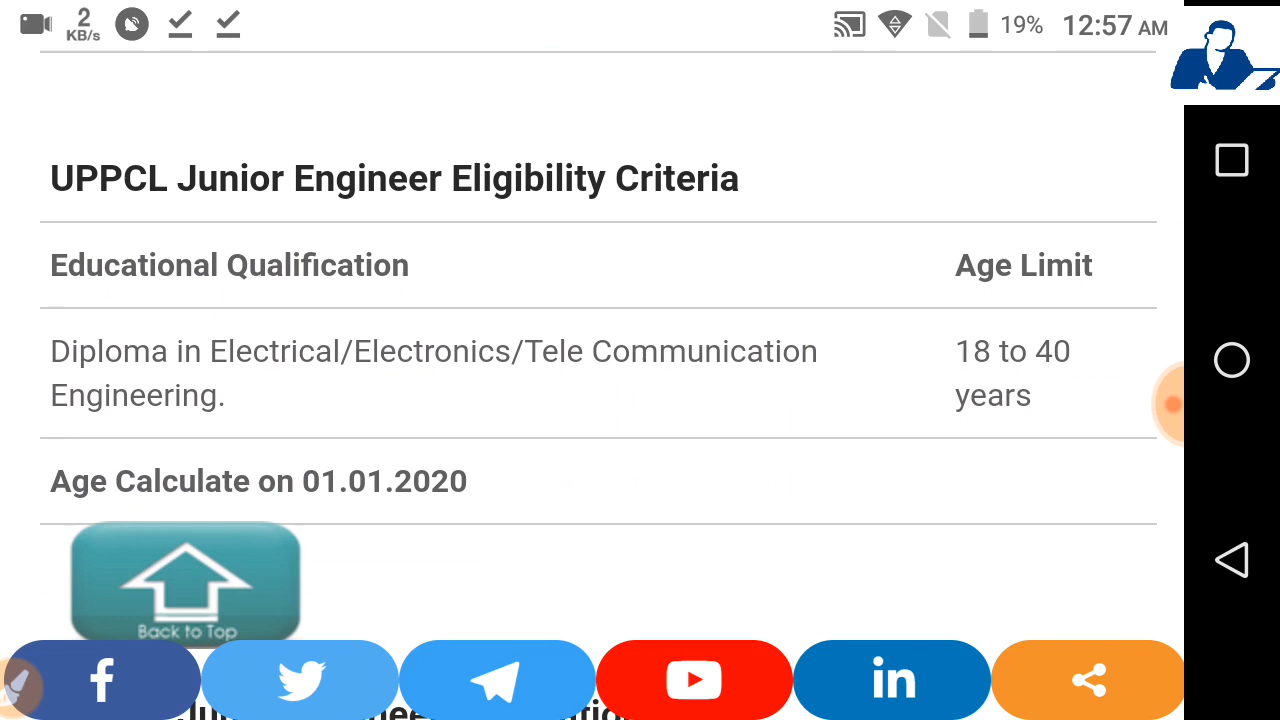 2
KB/s
19%
12:57 AM
UPPCL Junior Engineer Eligibility Criteria
Educational Qualification
Age Limit
Diploma in Electrical/Electronics/Tele Communication
Engineering.
18 to 40
years
Age Calculate on 01.01.2020
Back to Top